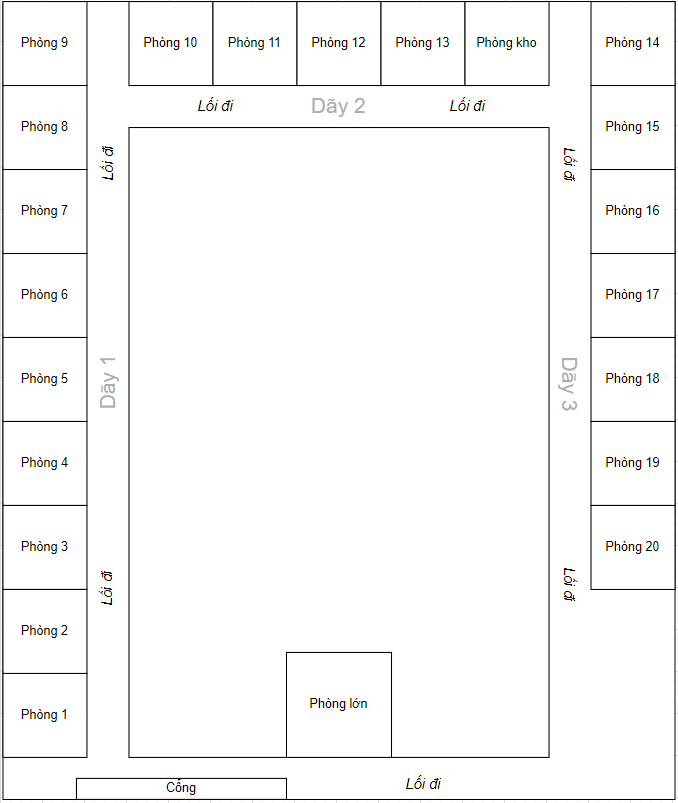 Phòng 9
Phòng 10
Phòng 11
Phòng 12
Phòng 13
Phòng kho
Phòng 14
Lối đi
Dãy 2
Lối đi
Phòng 8
Phòng 15
Lối đi
Lối đi
Phòng 7
Phòng 16
Phòng 6
Phòng 17
Phòng 5
Dãy 1
Dãy 3
Phòng 18
Phòng 4
Phòng 19
Phòng 3
Phòng 20
Lối đi
Lối đi
Phòng 2
Phòng lớn
Phòng 1
Cổng
Lối đi